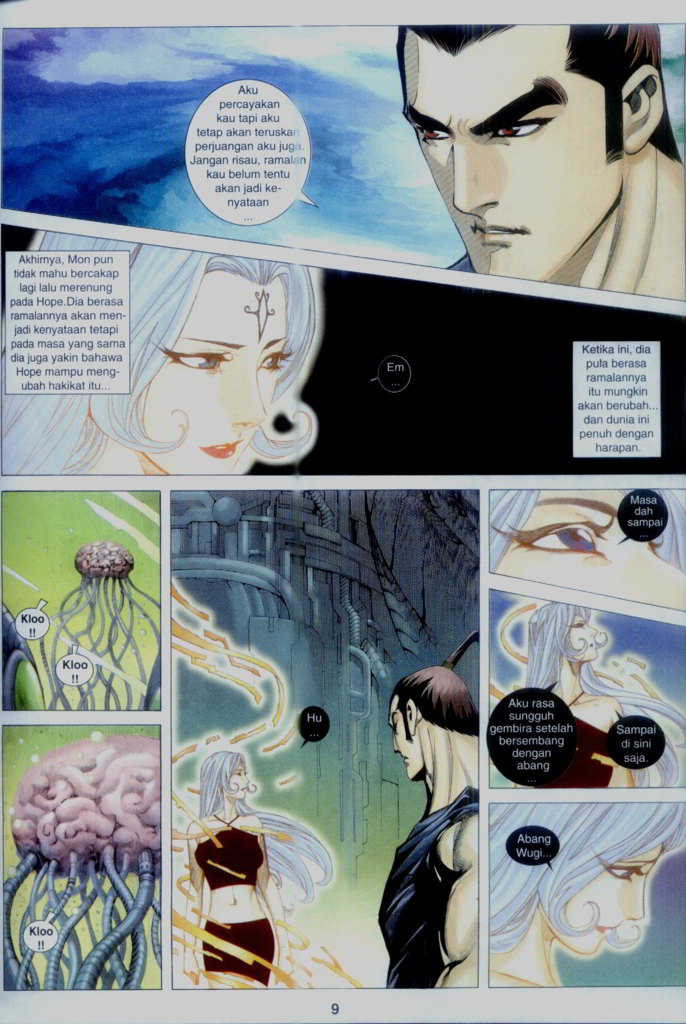 Aku
percayakan
kau tapi aku
tetap akan teruskan
perjuangan aku juga.
Jangan risau, ramalan
kau belum tentu
akan jadi ke-
nyataan
...
Akhirnya, Mon pun
tidak mahu bercakap
lagi lalu merenung
pada Hope.Dia berasa
ramalannya akan men-
jadi kenyataan tetapi
pada masa yang sama
dia juga yakin bahawa
Hope mampu meng-
ubah hakikat itu...
Em
...
Ketika ini, dia
pula berasa
ramalannya
itu mungkin
akan berubah...
dan dunia ini
penuh dengan
harapan.
Kloo
!!
Kloo
!!
Kloo
!!
Hu
...
Masa
dah
sampai
...
Aku rasa
sungguh
gembira setelah
bersembang
dengan
abang
...
Sampai
di sini
saja.
Abang
Wugi...
9